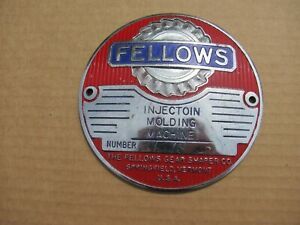 FELLOWS
INJECTOIN
MOLDING
MACHINE
NUMBER
THE FELLOWS GEAR SHAPER CO.
SPRINGFIELD, VERMONT
U.S.A.